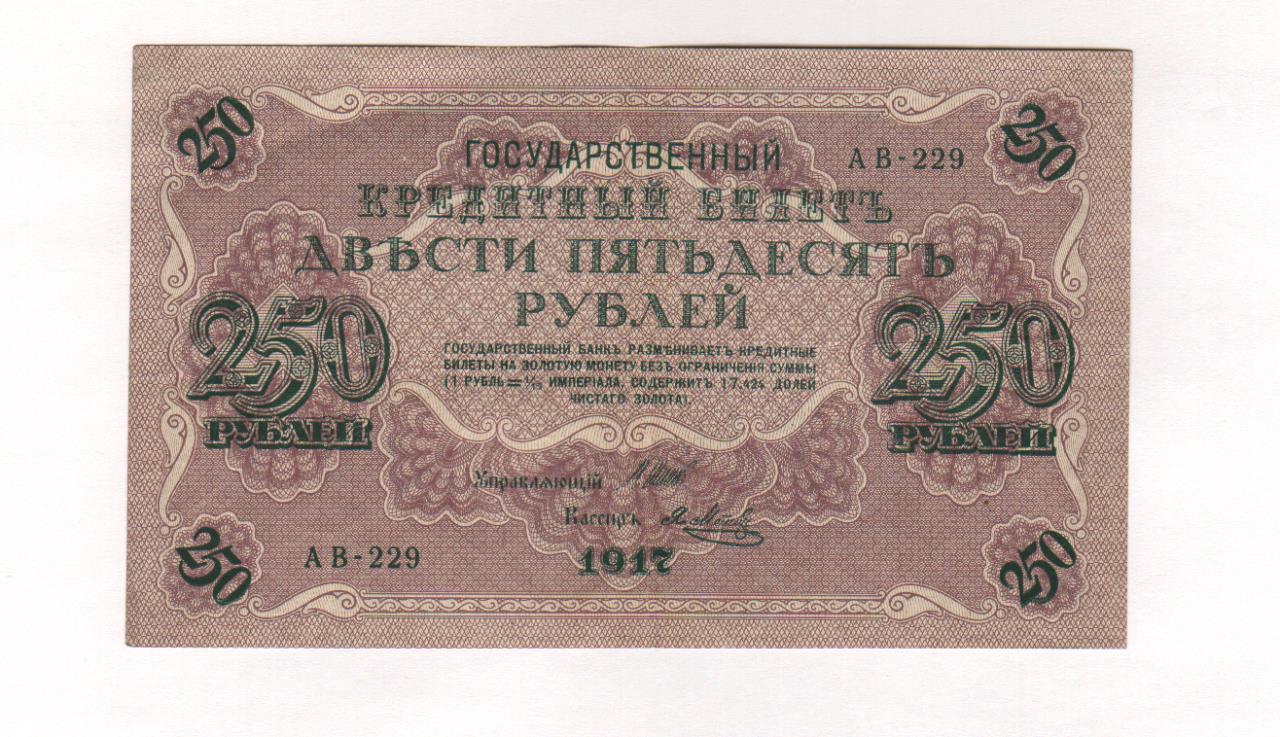 250
250
ГОСУДАРСТВЕННЫЙ АВ-229
КРЕДИТНЫЙ БИЛЕТЪ
ДВѢСТИ ПЯТЬДЕСЯТЪ
РУБЛЕЙ
250
РУБЛЕЙ
250
РУБЛЕЙ
ГОСУДАРСТВЕННЫЙ БАНКЪ РАЗМѢНИВАЕТЪ КРЕДИТНЫЕ
БИЛЕТЫ НА ЗОЛОТУЮ МОНЕТУ БЕЗЪ ОГРАНИЧЕНІЯ СУММЫ
(1 РУБЛЬ = 1/15 ИМПЕРІАЛА, СОДЕРЖИТЪ 17,424 ДОЛЕЙ
ЧИСТАГО ЗОЛОТА).
Управляющій
Кассиръ
АВ-229 1917
250
250